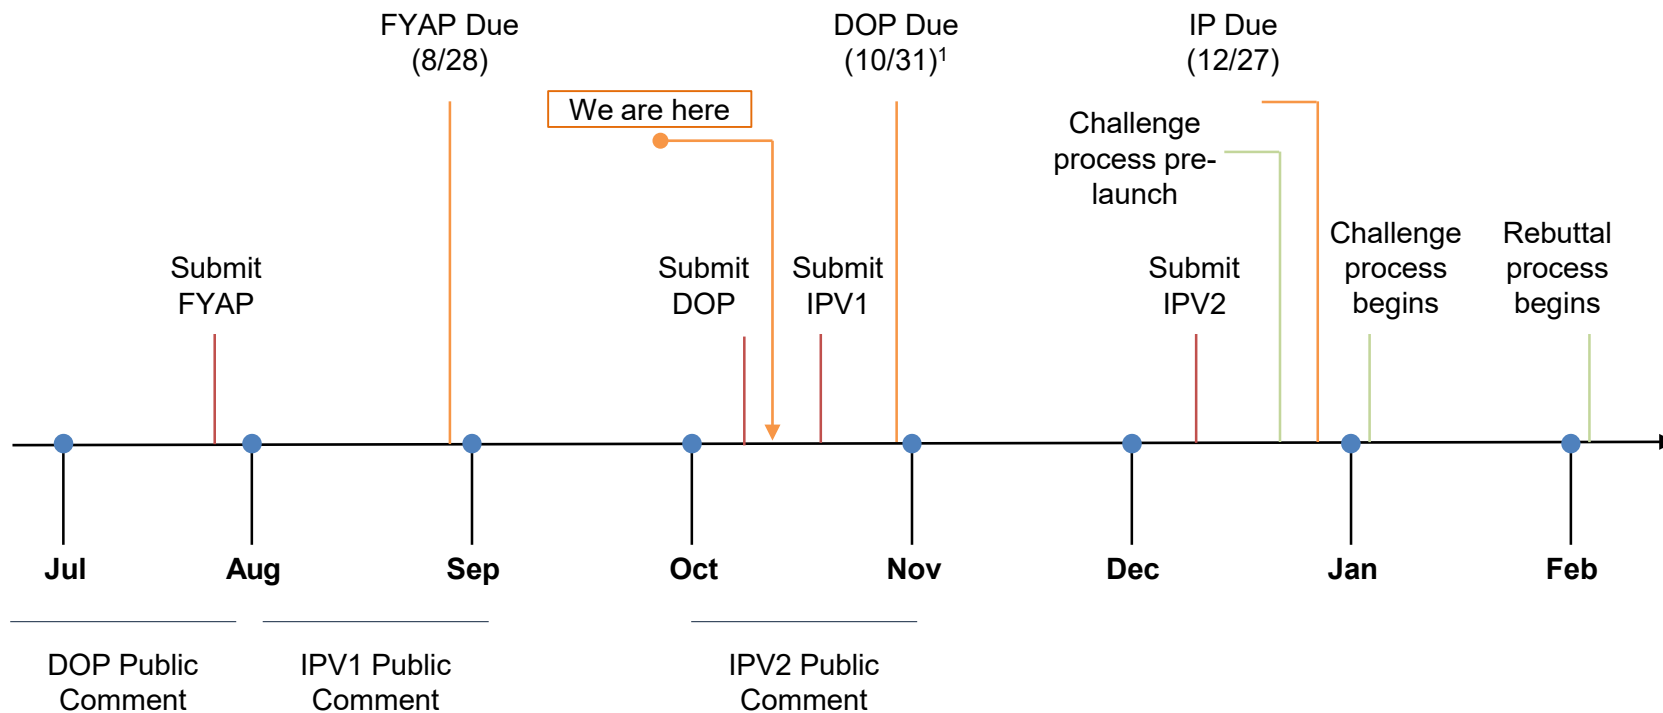 FYAP Due
(8/28)
DOP Due
(10/31)¹
IP Due
(12/27)
We are here
Challenge
process pre-
launch
Submit
FYAP
Submit
DOP
Submit
IPV1
Submit
IPV2
Challenge
process
begins
Rebuttal
process
begins
Jul
Aug
Sep
Oct
Nov
Dec
Jan
Feb
DOP Public
Comment
IPV1 Public
Comment
IPV2 Public
Comment